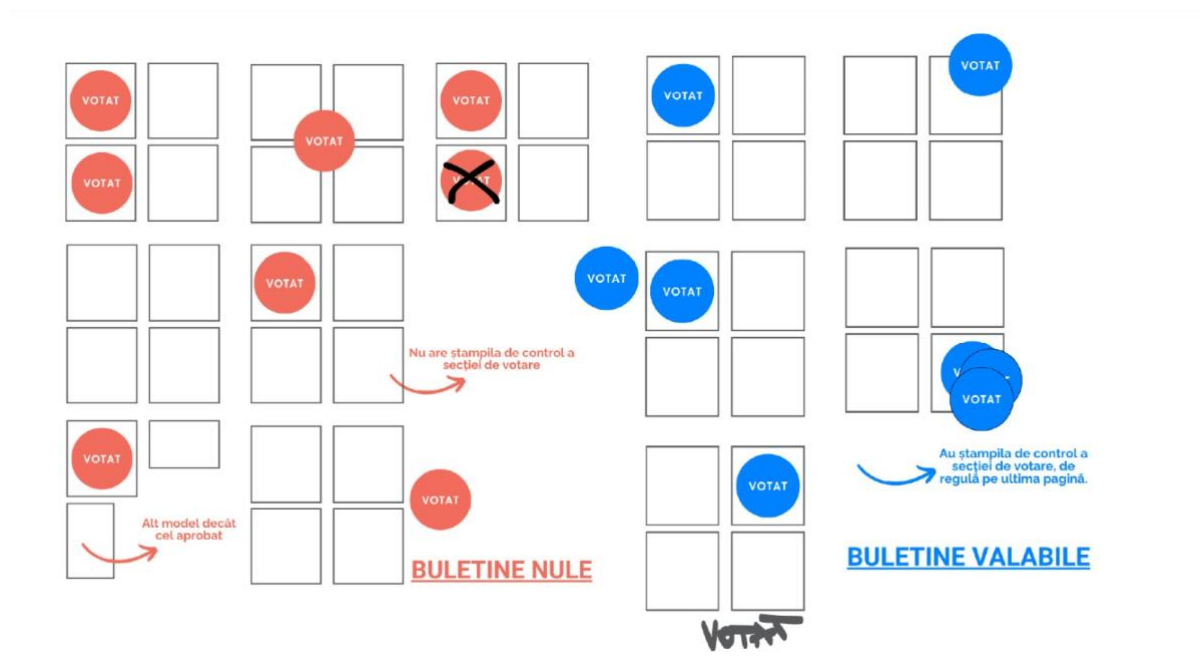 VOTAT
VOTAT
VOTAT
VOTAT
VOTAT
VOTAT
Nu are ștampila de control a
secției de votare
VOTAT
Alt model decât
cel aprobat
VOTAT
BULETINE NULE
VOTAT
VOTAT
VOTAT
VOTAT
VOTAT
Au ștampila de control a
secției de votare, de
regulă pe ultima pagină.
VOTAT
VOTAT
BULETINE VALABILE